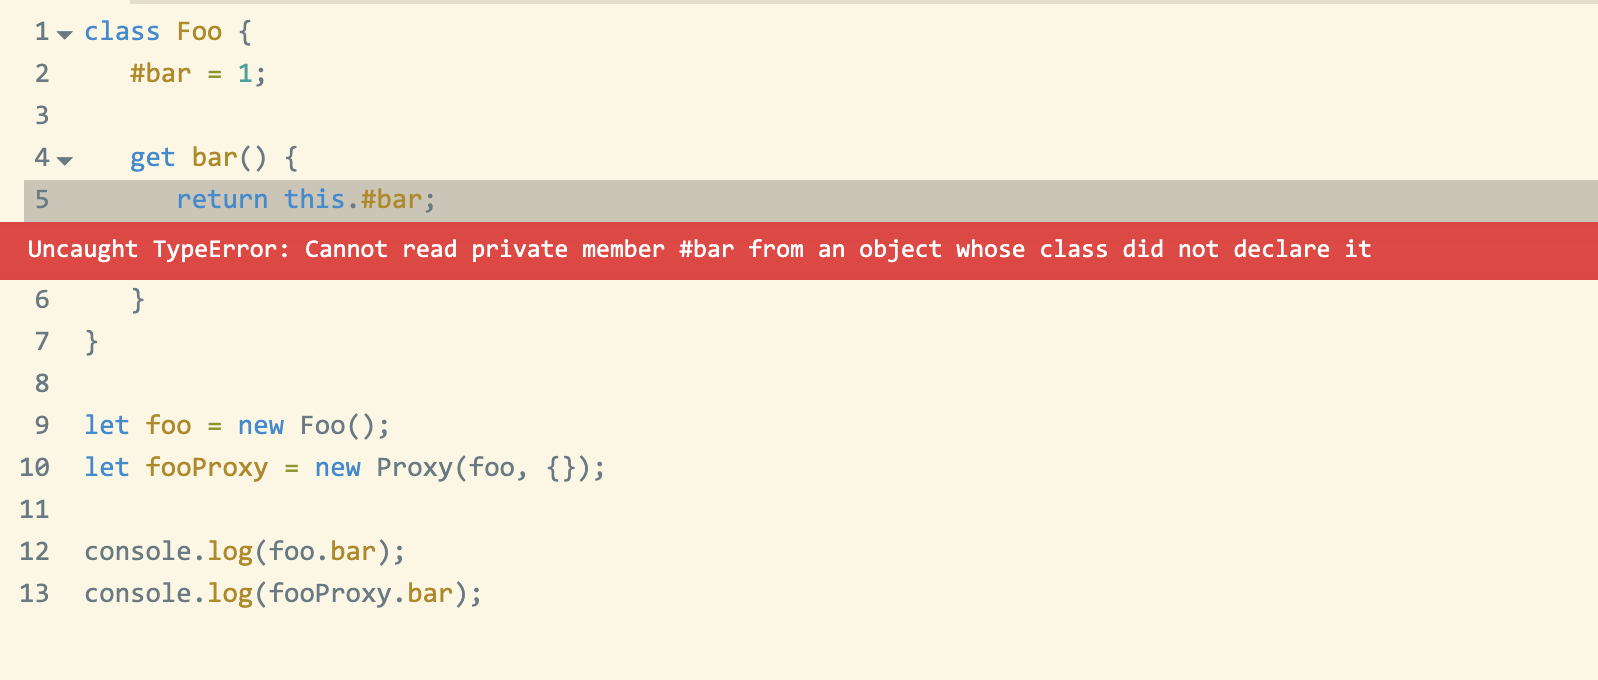 1 class Foo {
2 #bar = 1;
3
4 get bar() {
5 return this.#bar;
Uncaught TypeError: Cannot read private member #bar from an object whose class did not declare it
6 }
7 }
8
9 let foo = new Foo();
10 let fooProxy = new Proxy(foo, {});
11
12 console.log(foo.bar);
13 console.log(fooProxy.bar);